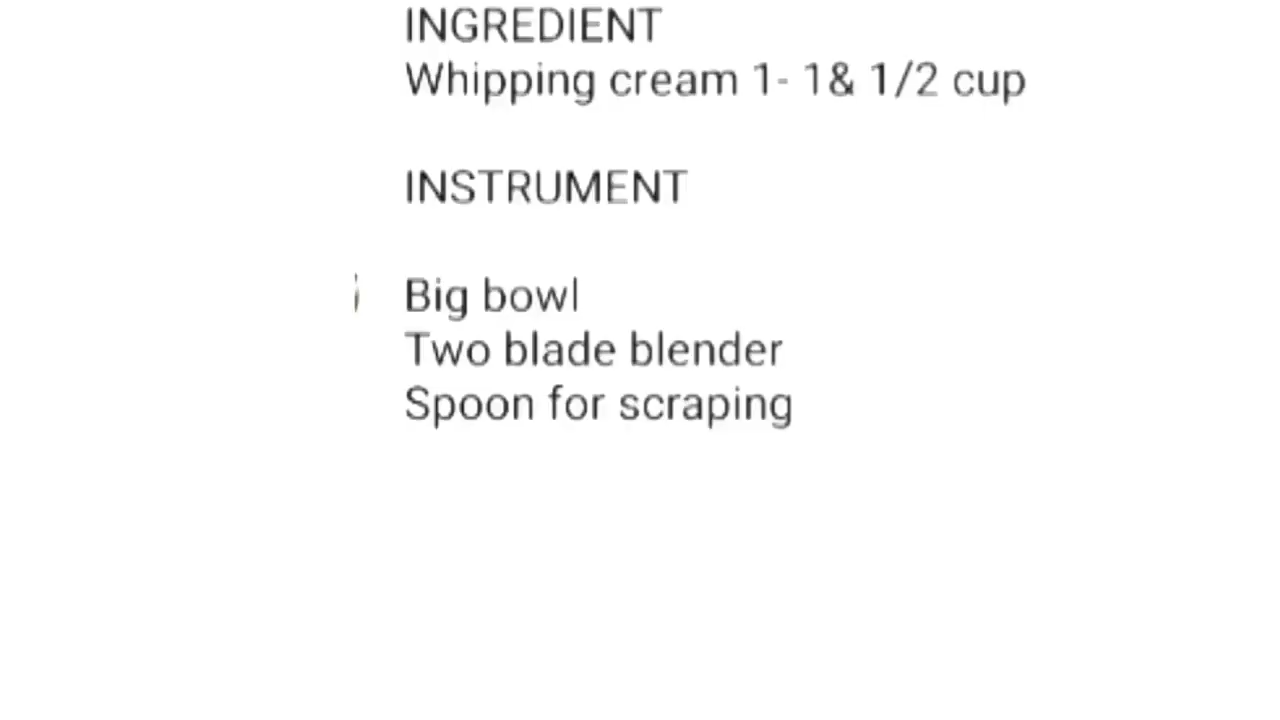 INGREDIENT
Whipping cream 1- 1& 1/2 cup
INSTRUMENT
Big bowl
Two blade blender
Spoon for scraping